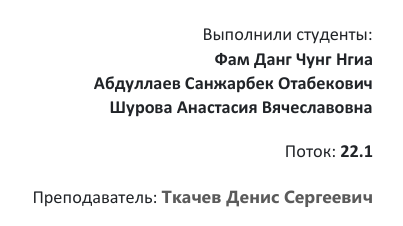 Выполнили студенты:
Фам Данг Чунг Нгиа
Абдуллаев Санжарбек Отабекович
Шурова Анастасия Вячеславовна
Поток: 22.1
Преподаватель: Ткачев Денис Сергеевич